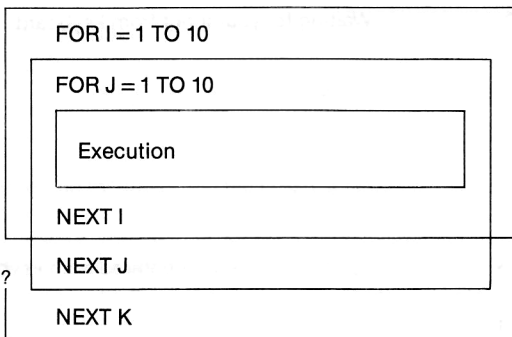 FOR I = 1 TO 10
FOR J = 1 TO 10
Execution
NEXT I
NEXT J
?
NEXT K